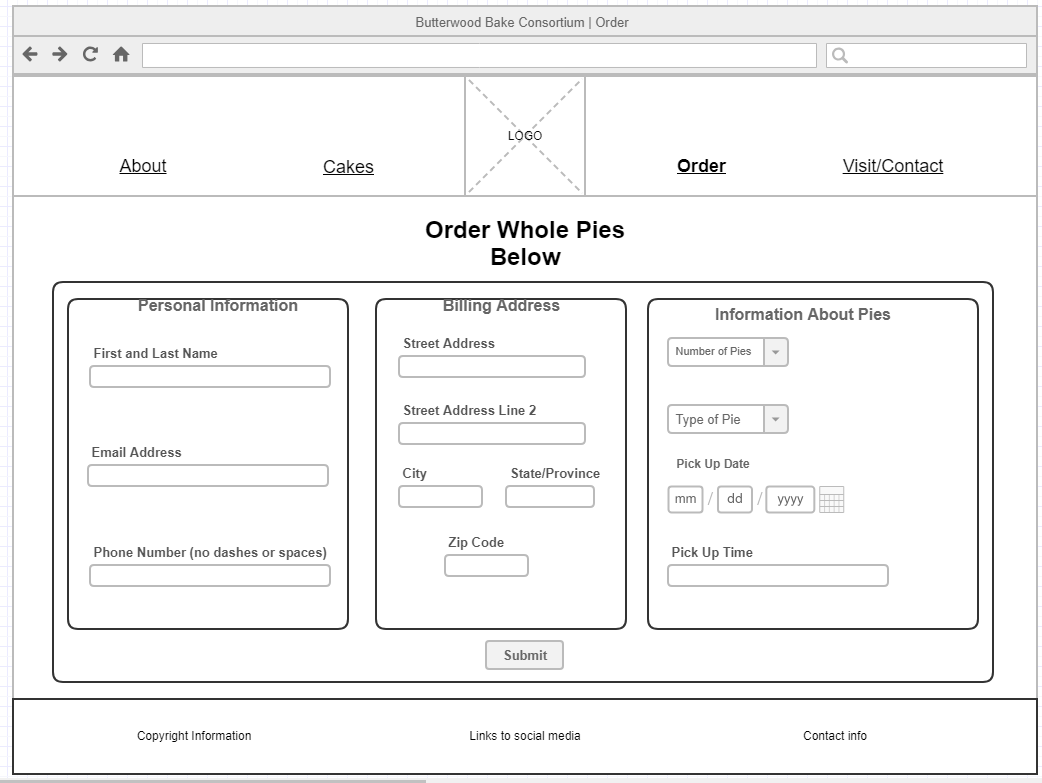 Butterwood Bake Consortium | Order
About
Cakes
LOGO
Order
Visit/Contact
Order Whole Pies
Below
Personal Information
First and Last Name
Email Address
Phone Number (no dashes or spaces)
Billing Address
Street Address
Street Address Line 2
City
State/Province
Zip Code
Information About Pies
Number of Pies
Type of Pie
Pick Up Date
mm / dd / yyyy
Pick Up Time
Submit
Copyright Information
Links to social media
Contact info